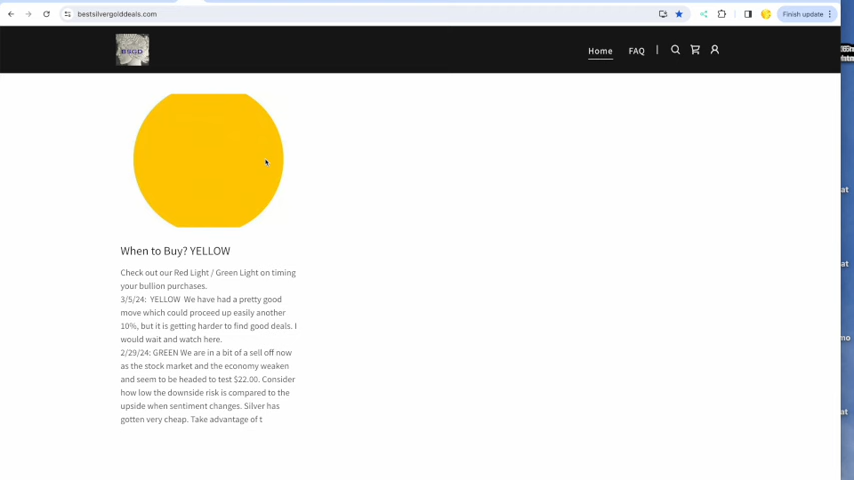 bestsilvergolddeals.com
Finish update
BSGD
Home
FAQ
When to Buy? YELLOW
Check out our Red Light / Green Light on timing
your bullion purchases.
3/5/24: YELLOW We have had a pretty good
move which could proceed up easily another
10%, but it is getting harder to find good deals. I
would wait and watch here.
2/29/24: GREEN We are in a bit of a sell off now
as the stock market and the economy weaken
and seem to be headed to test $22.00. Consider
how low the downside risk is compared to the
upside when sentiment changes. Silver has
gotten very cheap. Take advantage of t
at
at
mo
at